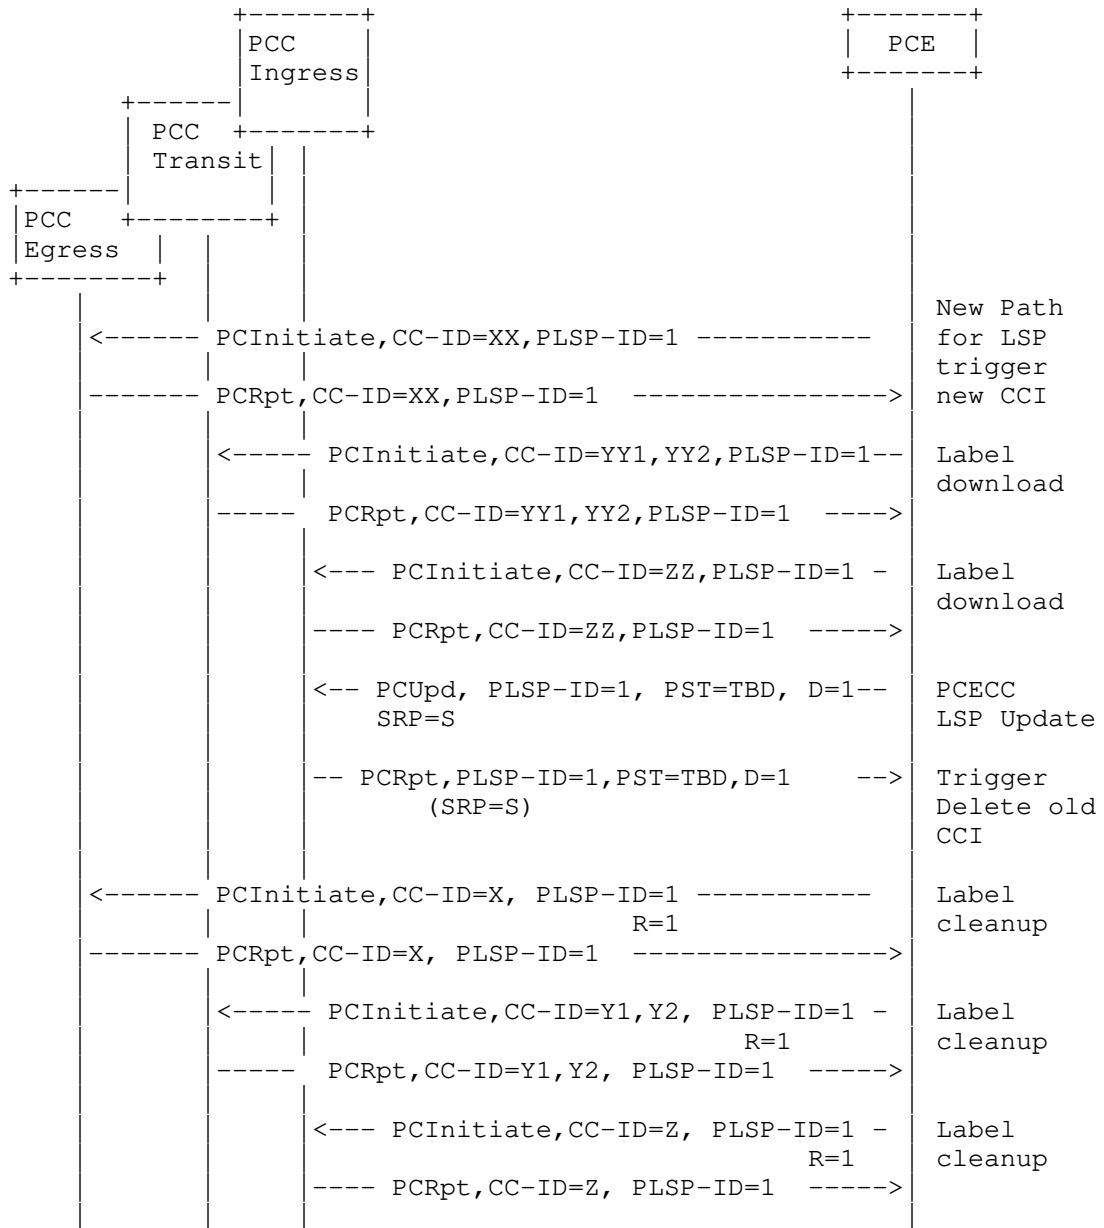 PCC PCE
Ingress
PCC
Transit
PCC
Egress
New Path
<------ PCInitiate,CC-ID=XX,PLSP-ID=1 ----------- for LSP
trigger
------- PCRpt,CC-ID=XX,PLSP-ID=1 ----------------> new CCI
<----- PCInitiate,CC-ID=YY1,YY2,PLSP-ID=1-- Label
download
----- PCRpt,CC-ID=YY1,YY2,PLSP-ID=1 ---->
<--- PCInitiate,CC-ID=ZZ,PLSP-ID=1 - Label
download
---- PCRpt,CC-ID=ZZ,PLSP-ID=1 ----->
<-- PCUpd, PLSP-ID=1, PST=TBD, D=1-- PCECC
SRP=S LSP Update
-- PCRpt,PLSP-ID=1,PST=TBD,D=1 --> Trigger
(SRP=S) Delete old
CCI
<------ PCInitiate,CC-ID=X, PLSP-ID=1 ----------- Label
R=1 cleanup
------- PCRpt,CC-ID=X, PLSP-ID=1 ---------------->
<----- PCInitiate,CC-ID=Y1,Y2, PLSP-ID=1 - Label
R=1 cleanup
----- PCRpt,CC-ID=Y1,Y2, PLSP-ID=1 ----->
<--- PCInitiate,CC-ID=Z, PLSP-ID=1 - Label
R=1 cleanup
---- PCRpt,CC-ID=Z, PLSP-ID=1 ----->